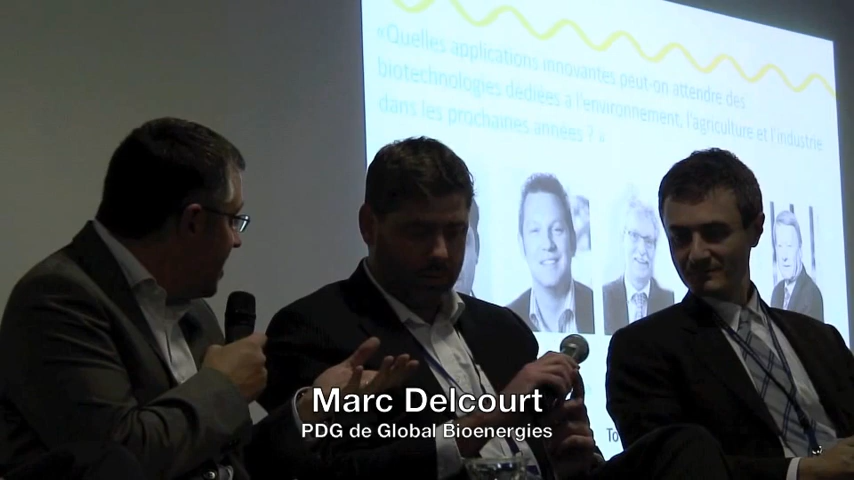 «Quelles applications innovantes peut-on attendre des
biotechnologies dédiées à l'environnement, l'agriculture et l'industrie
dans les prochaines années ? »
Marc Delcourt
PDG de Global Bioenergies
To